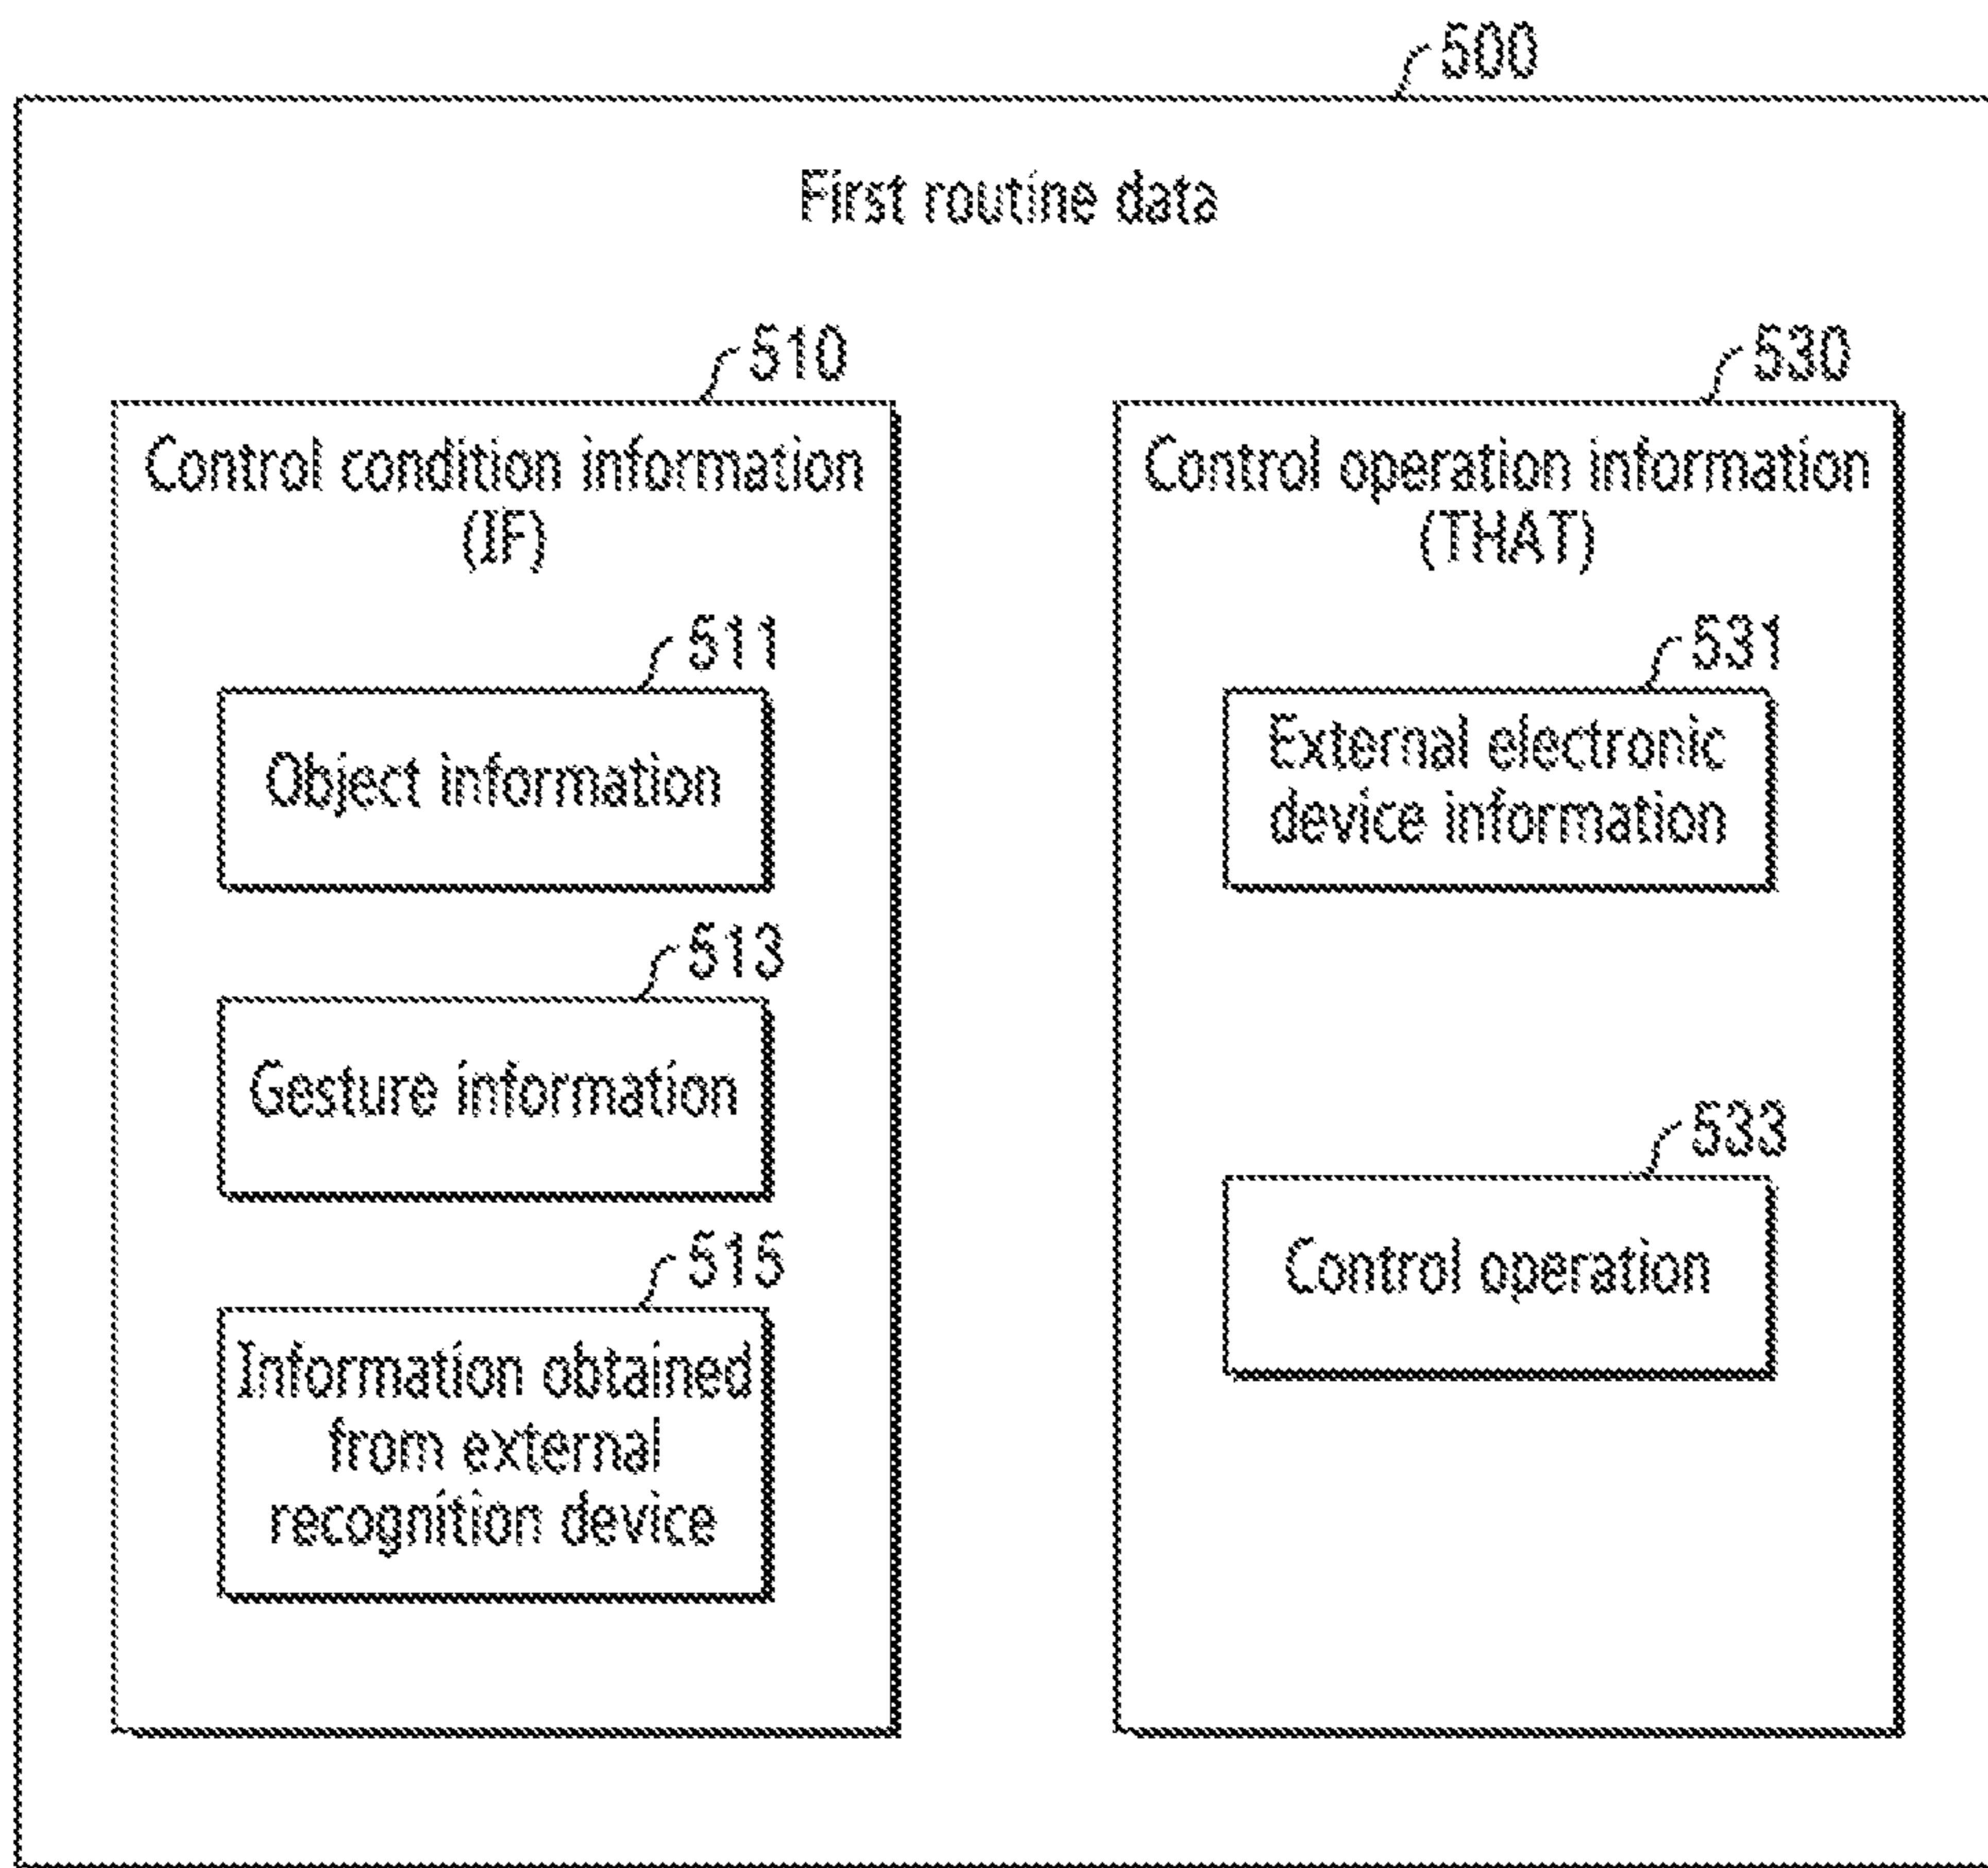 500
First routine data
510
Control condition information
(IF)
511
Object information
513
Gesture information
515
Information obtained
from external
recognition device
530
Control operation information
(THAT)
531
External electronic
device information
533
Control operation